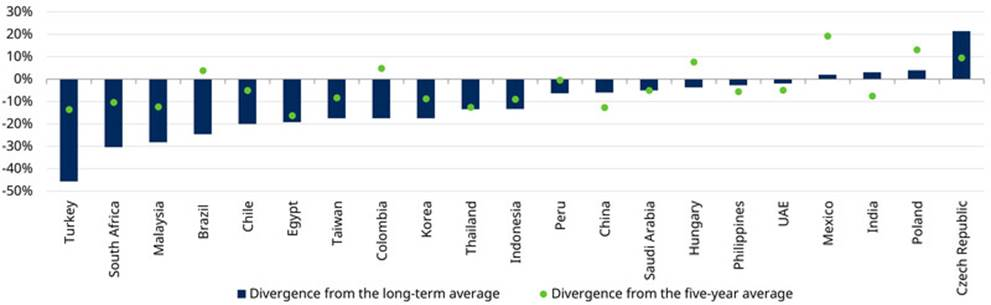 30%
20%
10%
0%
-10%
-20%
-30%
-40%
-50%
Turkey
South Africa
Malaysia
Brazil
Chile
Egypt
Taiwan
Colombia
Korea
Thailand
Indonesia
Peru
China
Saudi Arabia
Hungary
Philippines
UAE
Mexico
India
Poland
Czech Republic
Divergence from the long-term average
Divergence from the five-year average